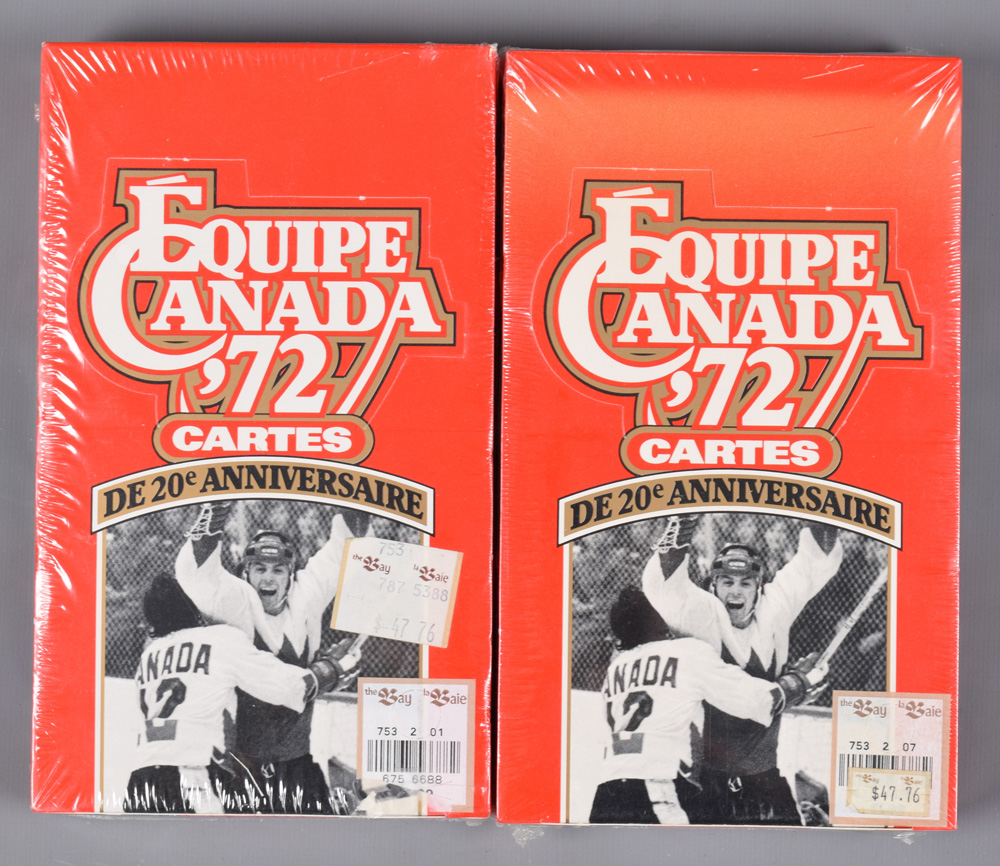 ÉQUIPE
CANADA
'72
CARTES
DE 20e ANNIVERSAIRE
ANADA
12
753
the Bay la Baie
787 5388
$47 76
the Bay la Baie
753 2 01
675 6688
ÉQUIPE
CANADA
'72
CARTES
DE 20e ANNIVERSAIRE
ANADA
12
the Bay la Baie
753 2 07
the Bay la Baie
$47.76